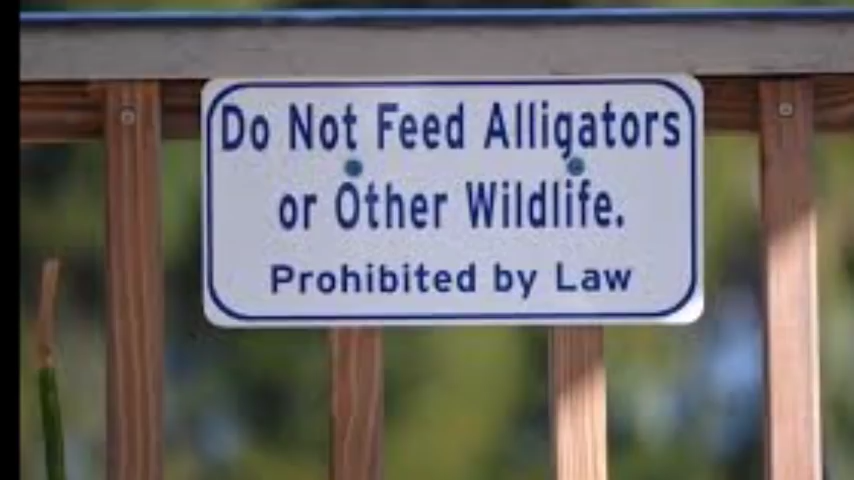 Do Not Feed Alligators
or Other Wildlife.
Prohibited by Law